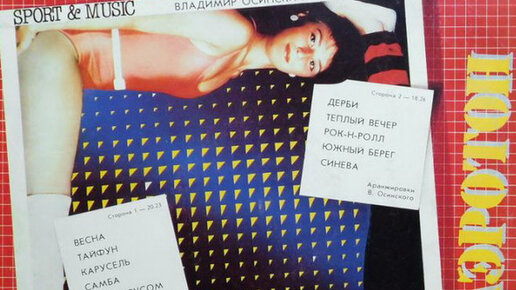 SPORT & MUSIC
ВЛАДИМИР
Сторона 2 — 18.26
ДЕРБИ
ТЕПЛЫЙ ВЕЧЕР
РОК-Н-РОЛЛ
ЮЖНЫЙ БЕРЕГ
СИНЕВА
Аранжировки
В. Осинского
Сторона 1 — 20.23
ВЕСНА
ТАЙФУН
КАРУСЕЛЬ
САМБА